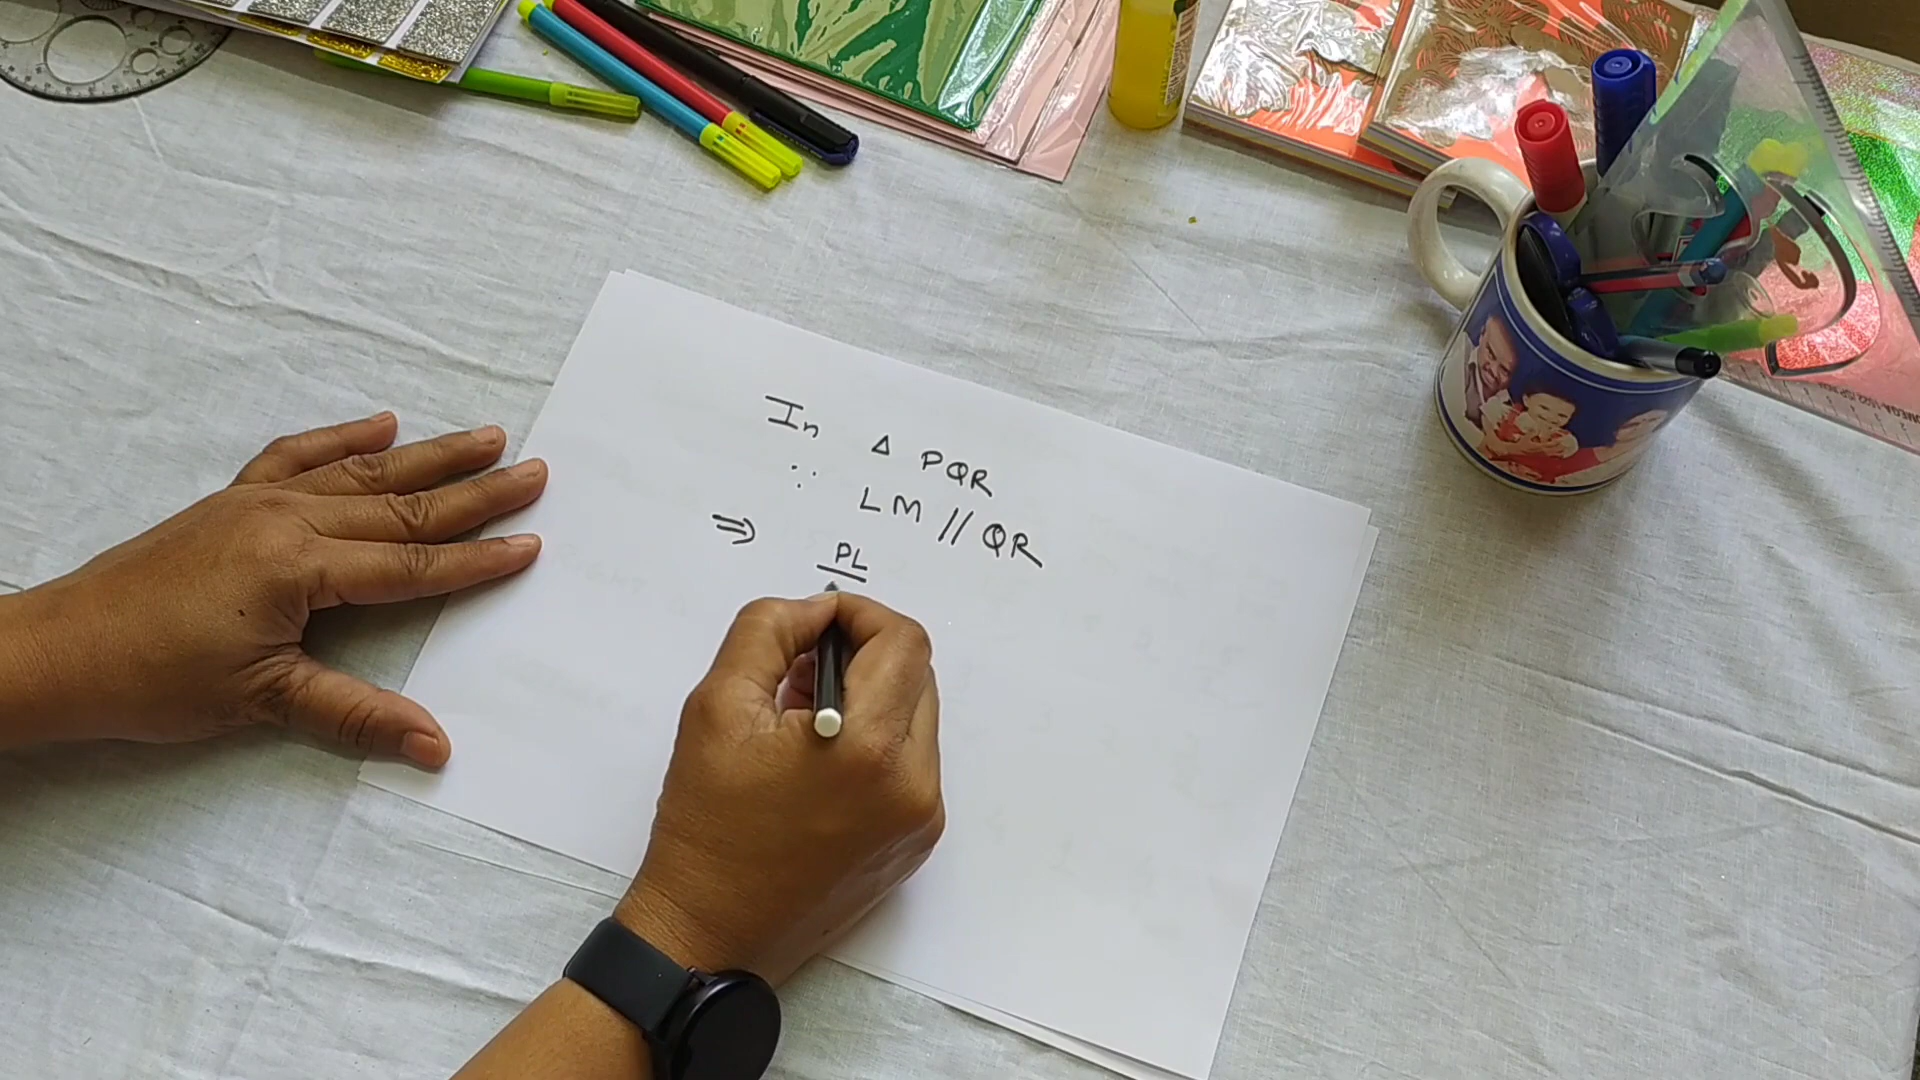 In Δ PQR
∵ LM // QR
⇒ PL